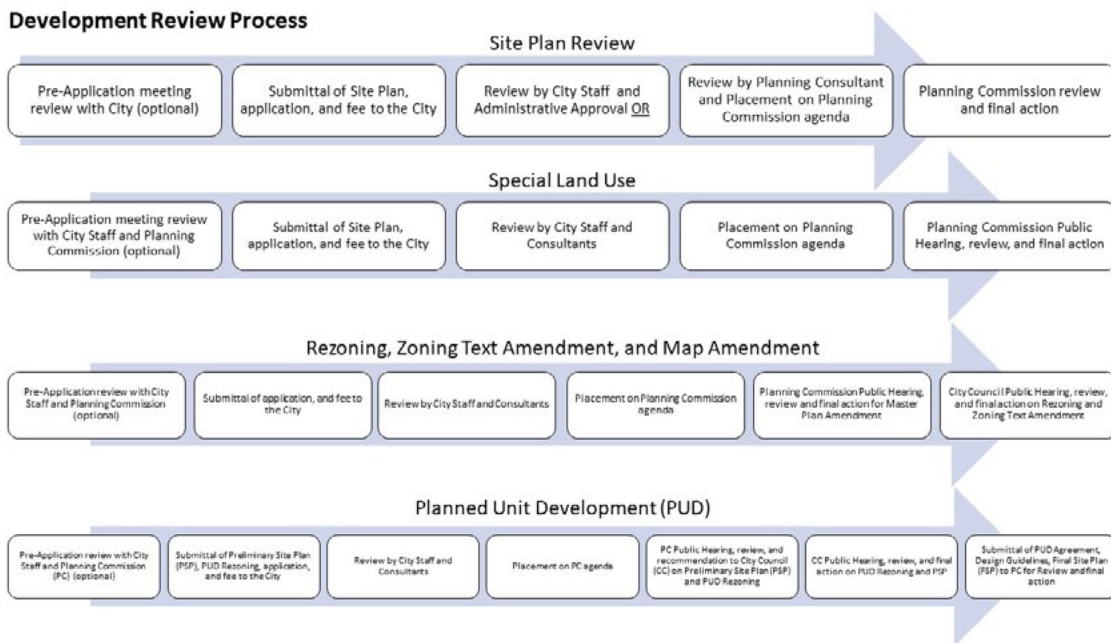 Development Review Process
Site Plan Review
Pre-Application meeting
review with City (optional)
Submittal of Site Plan,
application, and fee to the City
Review by City Staff and
Administrative Approval OR
Review by Planning Consultant
and Placement on Planning
Commission agenda
Planning Commission review
and final action
Special Land Use
Pre-Application meeting review
with City Staff and Planning
Commission (optional)
Submittal of Site Plan,
application, and fee to the City
Review by City Staff and
Consultants
Placement on Planning
Commission agenda
Planning Commission Public
Hearing, review, and final action
Rezoning, Zoning Text Amendment, and Map Amendment
Pre-Application review with City
Staff and Planning Commission
(optional)
Submittal of application, and fee to
the City
Review by City Staff and Consultants
Placement on Planning Commission
agenda
Planning Commission Public Hearing,
review and final action for Master
Plan Amendment
City Council Public Hearing, review,
and final action on Rezoning and
Zoning Text Amendment
Planned Unit Development (PUD)
Pre-Application review with City
Staff and Planning Commission
(PC) (optional)
Submittal of Preliminary Site Plan
(PSP), PUD Rezoning, application,
and fee to the City
Review by City Staff and
Consultants
Placement on PC agenda
PC Public Hearing, review, and
recommendation to City Council
(CC) on Preliminary Site Plan (PSP)
and PUD Rezoning
CC Public Hearing, review, and final
action on PUD Rezoning and PSP
Submittal of PUD Agreement,
Design Guidelines, Final Site Plan
(FSP) to PC for Review and final
action